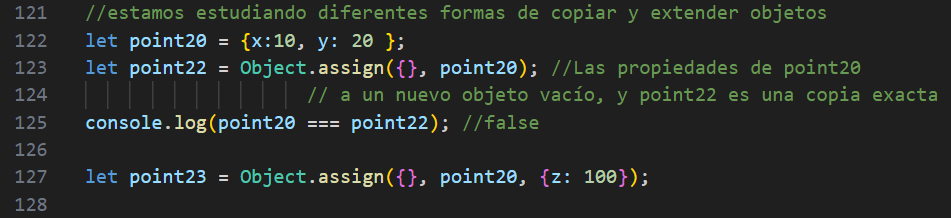 121 //estamos estudiando diferentes formas de copiar y extender objetos
122 let point20 = {x:10, y: 20 };
123 let point22 = Object.assign({}, point20); //Las propiedades de point20
124 // a un nuevo objeto vacío, y point22 es una copia exacta
125 console.log(point20 === point22); //false
126
127 let point23 = Object.assign({}, point20, {z: 100});
128